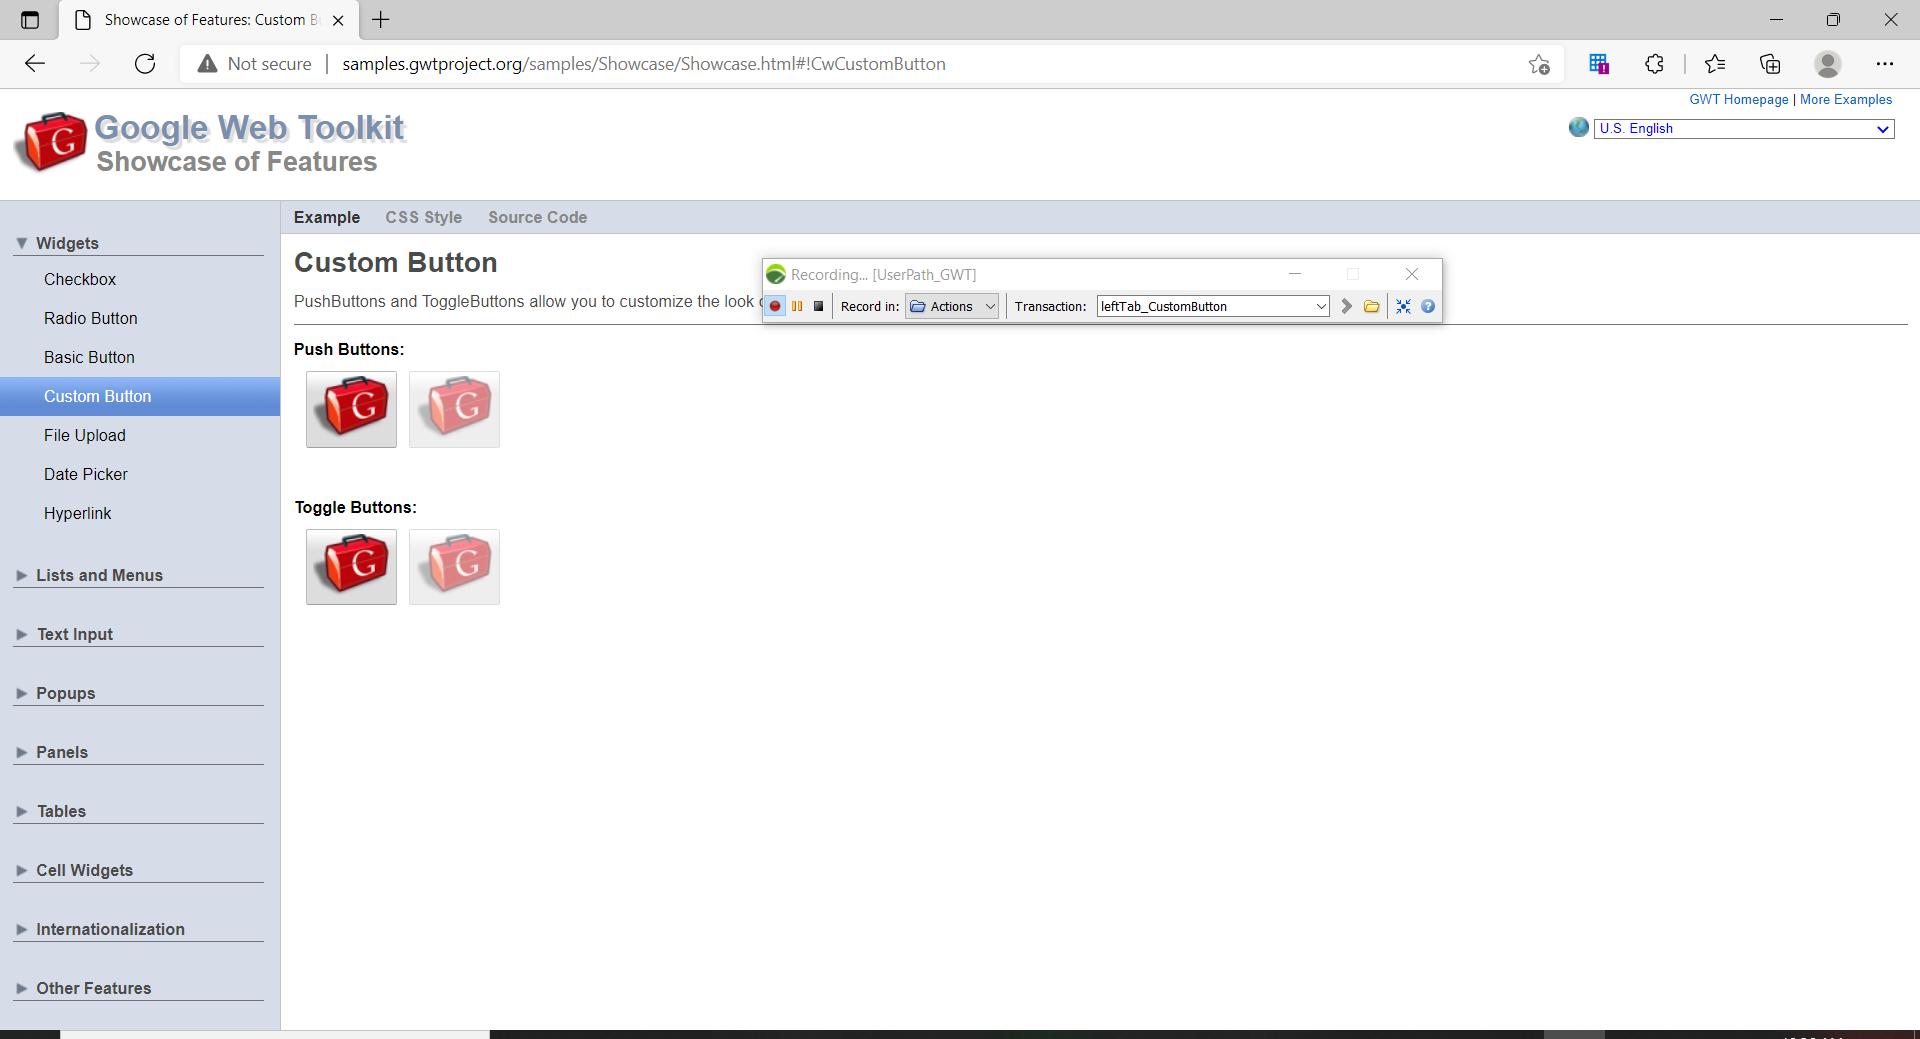 Showcase of Features: Custom B
Not secure
samples.gwtproject.org/samples/Showcase/Showcase.html#!CwCustomButton
GWT Homepage | More Examples
G Google Web Toolkit
Showcase of Features
U.S. English
Example CSS Style Source Code
Widgets
Checkbox
Radio Button
Basic Button
Custom Button
File Upload
Date Picker
Hyperlink
Lists and Menus
Text Input
Popups
Panels
Tables
Cell Widgets
Internationalization
Other Features
Custom Button
PushButtons and ToggleButtons allow you to customize the look
Recording... [UserPath_GWT]
Record in: Actions Transaction: leftTab_CustomButton
Push Buttons:
G G
Toggle Buttons:
G G